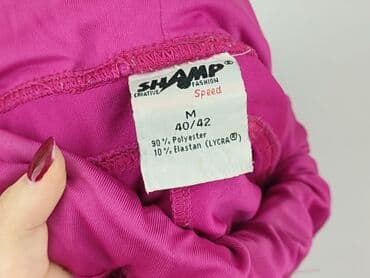 SHAMP
CREATIVE FASHION
Speed
M
40/42
90% Polyester
10% Elastan (LYCRA®)